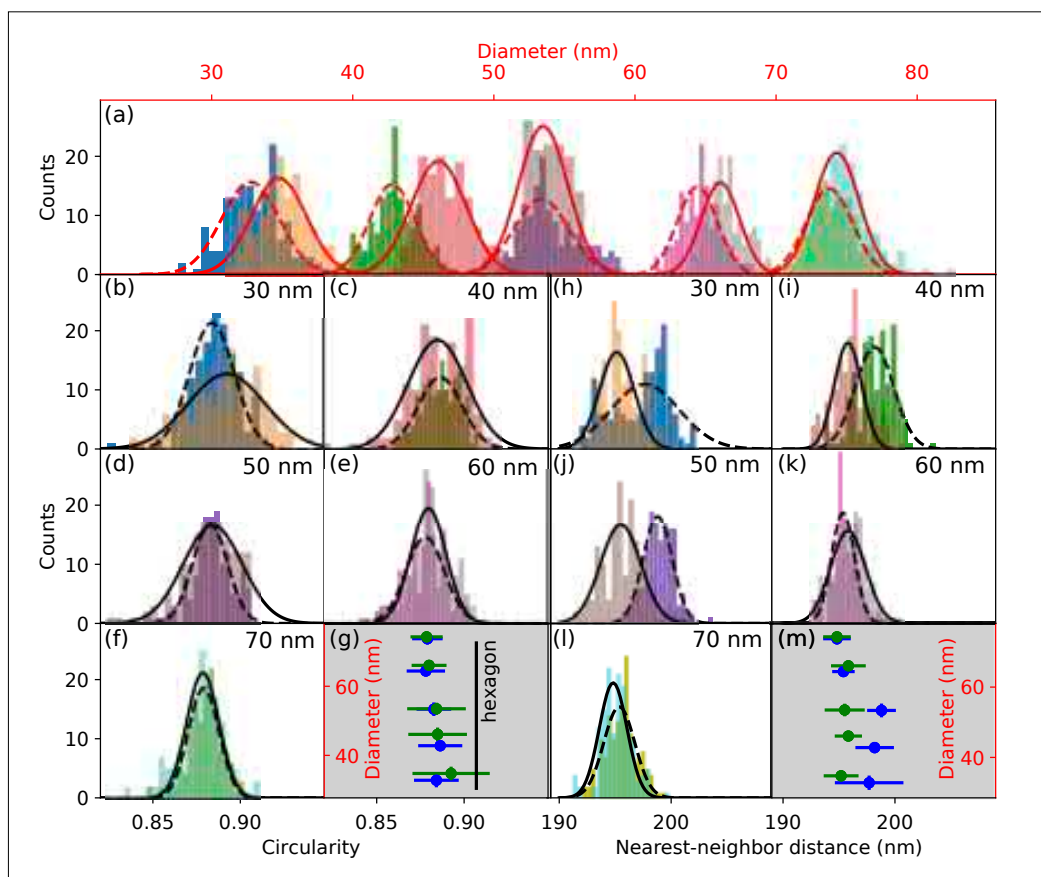 Diameter (nm)
30 40 50 60 70 80
(a)
Counts
20
10
0
(b) 30 nm (c) 40 nm (h) 30 nm (i) 40 nm
20
10
0
(d) 50 nm (e) 60 nm (j) 50 nm (k) 60 nm
Counts
20
10
0
(f) 70 nm (g) (l) 70 nm (m)
20
10
0
Diameter (nm)
60
40
hexagon
60
40
Diameter (nm)
0.85 0.90 0.85 0.90 190 200 190 200
Circularity Nearest-neighbor distance (nm)